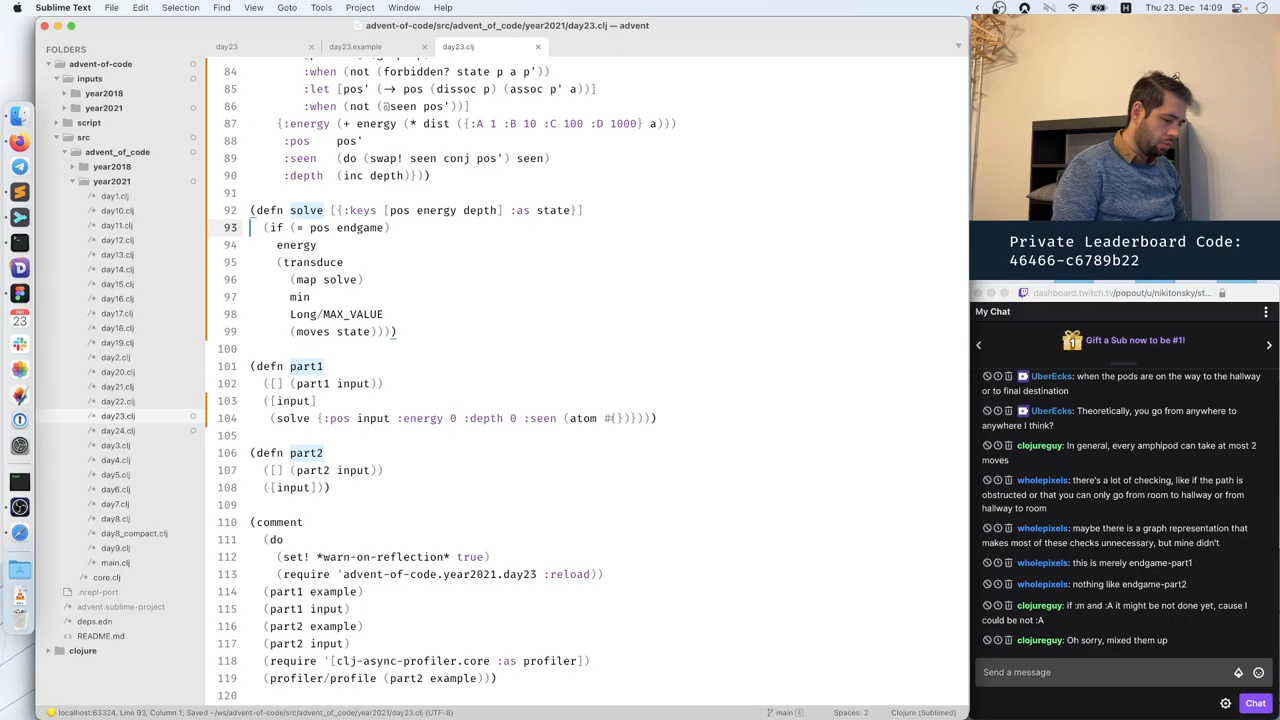 Sublime Text File Edit Selection Find View Goto Tools Project Window Help
Thu 23. Dec 14:09
advent-of-code/src/advent_of_code/year2021/day23.clj — advent
FOLDERS
advent-of-code
inputs
year2018
year2021
script
src
advent_of_code
year2018
year2021
/* day1.clj
/* day10.clj
/* day11.clj
/* day12.clj
/* day13.clj
/* day14.clj
/* day15.clj
/* day16.clj
/* day17.clj
/* day18.clj
/* day19.clj
/* day2.clj
/* day20.clj
/* day21.clj
/* day22.clj
/* day23.clj
/* day24.clj
/* day3.clj
/* day4.clj
/* day5.clj
/* day6.clj
/* day7.clj
/* day8.clj
/* day8_compact.clj
/* day9.clj
/* main.clj
/* core.clj
.nrepl-port
advent.sublime-project
deps.edn
README.md
clojure
DEC
23
day23
day23.example
day23.clj
84 :when (not (forbidden? state p a p'))
85 :let [pos' (-> pos (dissoc p) (assoc p' a))]
86 :when (not (@seen pos'))]
87 {:energy (+ energy (* dist ({:A 1 :B 10 :C 100 :D 1000} a)))
88 :pos pos'
89 :seen (do (swap! seen conj pos') seen)
90 :depth (inc depth)}))
91
92 (defn solve [{:keys [pos energy depth] :as state}]
93 (if (= pos endgame)
94 energy
95 (transduce
96 (map solve)
97 min
98 Long/MAX_VALUE
99 (moves state))))
100
101 (defn part1
102 ([] (part1 input))
103 ([input]
104 (solve {:pos input :energy 0 :depth 0 :seen (atom #{})})))
105
106 (defn part2
107 ([] (part2 input))
108 ([input]))
109
110 (comment
111 (do
112 (set! *warn-on-reflection* true)
113 (require 'advent-of-code.year2021.day23 :reload))
114 (part1 example)
115 (part1 input)
116 (part2 example)
117 (part2 input)
118 (require '[clj-async-profiler.core :as profiler])
119 (profiler/profile (part2 example)))
120
localhost:63324, Line 93, Column 1; Saved ~/ws/advent-of-code/src/advent_of_code/year2021/day23.clj (UTF-8)
main 4
Spaces: 2
Clojure (Sublimed)
Private Leaderboard Code:
46466-c6789b22
dashboard.twitch.tv/popout/u/nikitonsky/st...
My Chat
1 Gift a Sub now to be #1!
UberEcks: when the pods are on the way to the hallway
or to final destination
UberEcks: Theoretically, you go from anywhere to
anywhere I think?
clojureguy: In general, every amphipod can take at most 2
moves
wholepixels: there's a lot of checking, like if the path is
obstructed or that you can only go from room to hallway or from
hallway to room
wholepixels: maybe there is a graph representation that
makes most of these checks unnecessary, but mine didn't
wholepixels: this is merely endgame-part1
wholepixels: nothing like endgame-part2
clojureguy: if :m and :A it might be not done yet, cause I
could be not :A
clojureguy: Oh sorry, mixed them up
Send a message
Chat